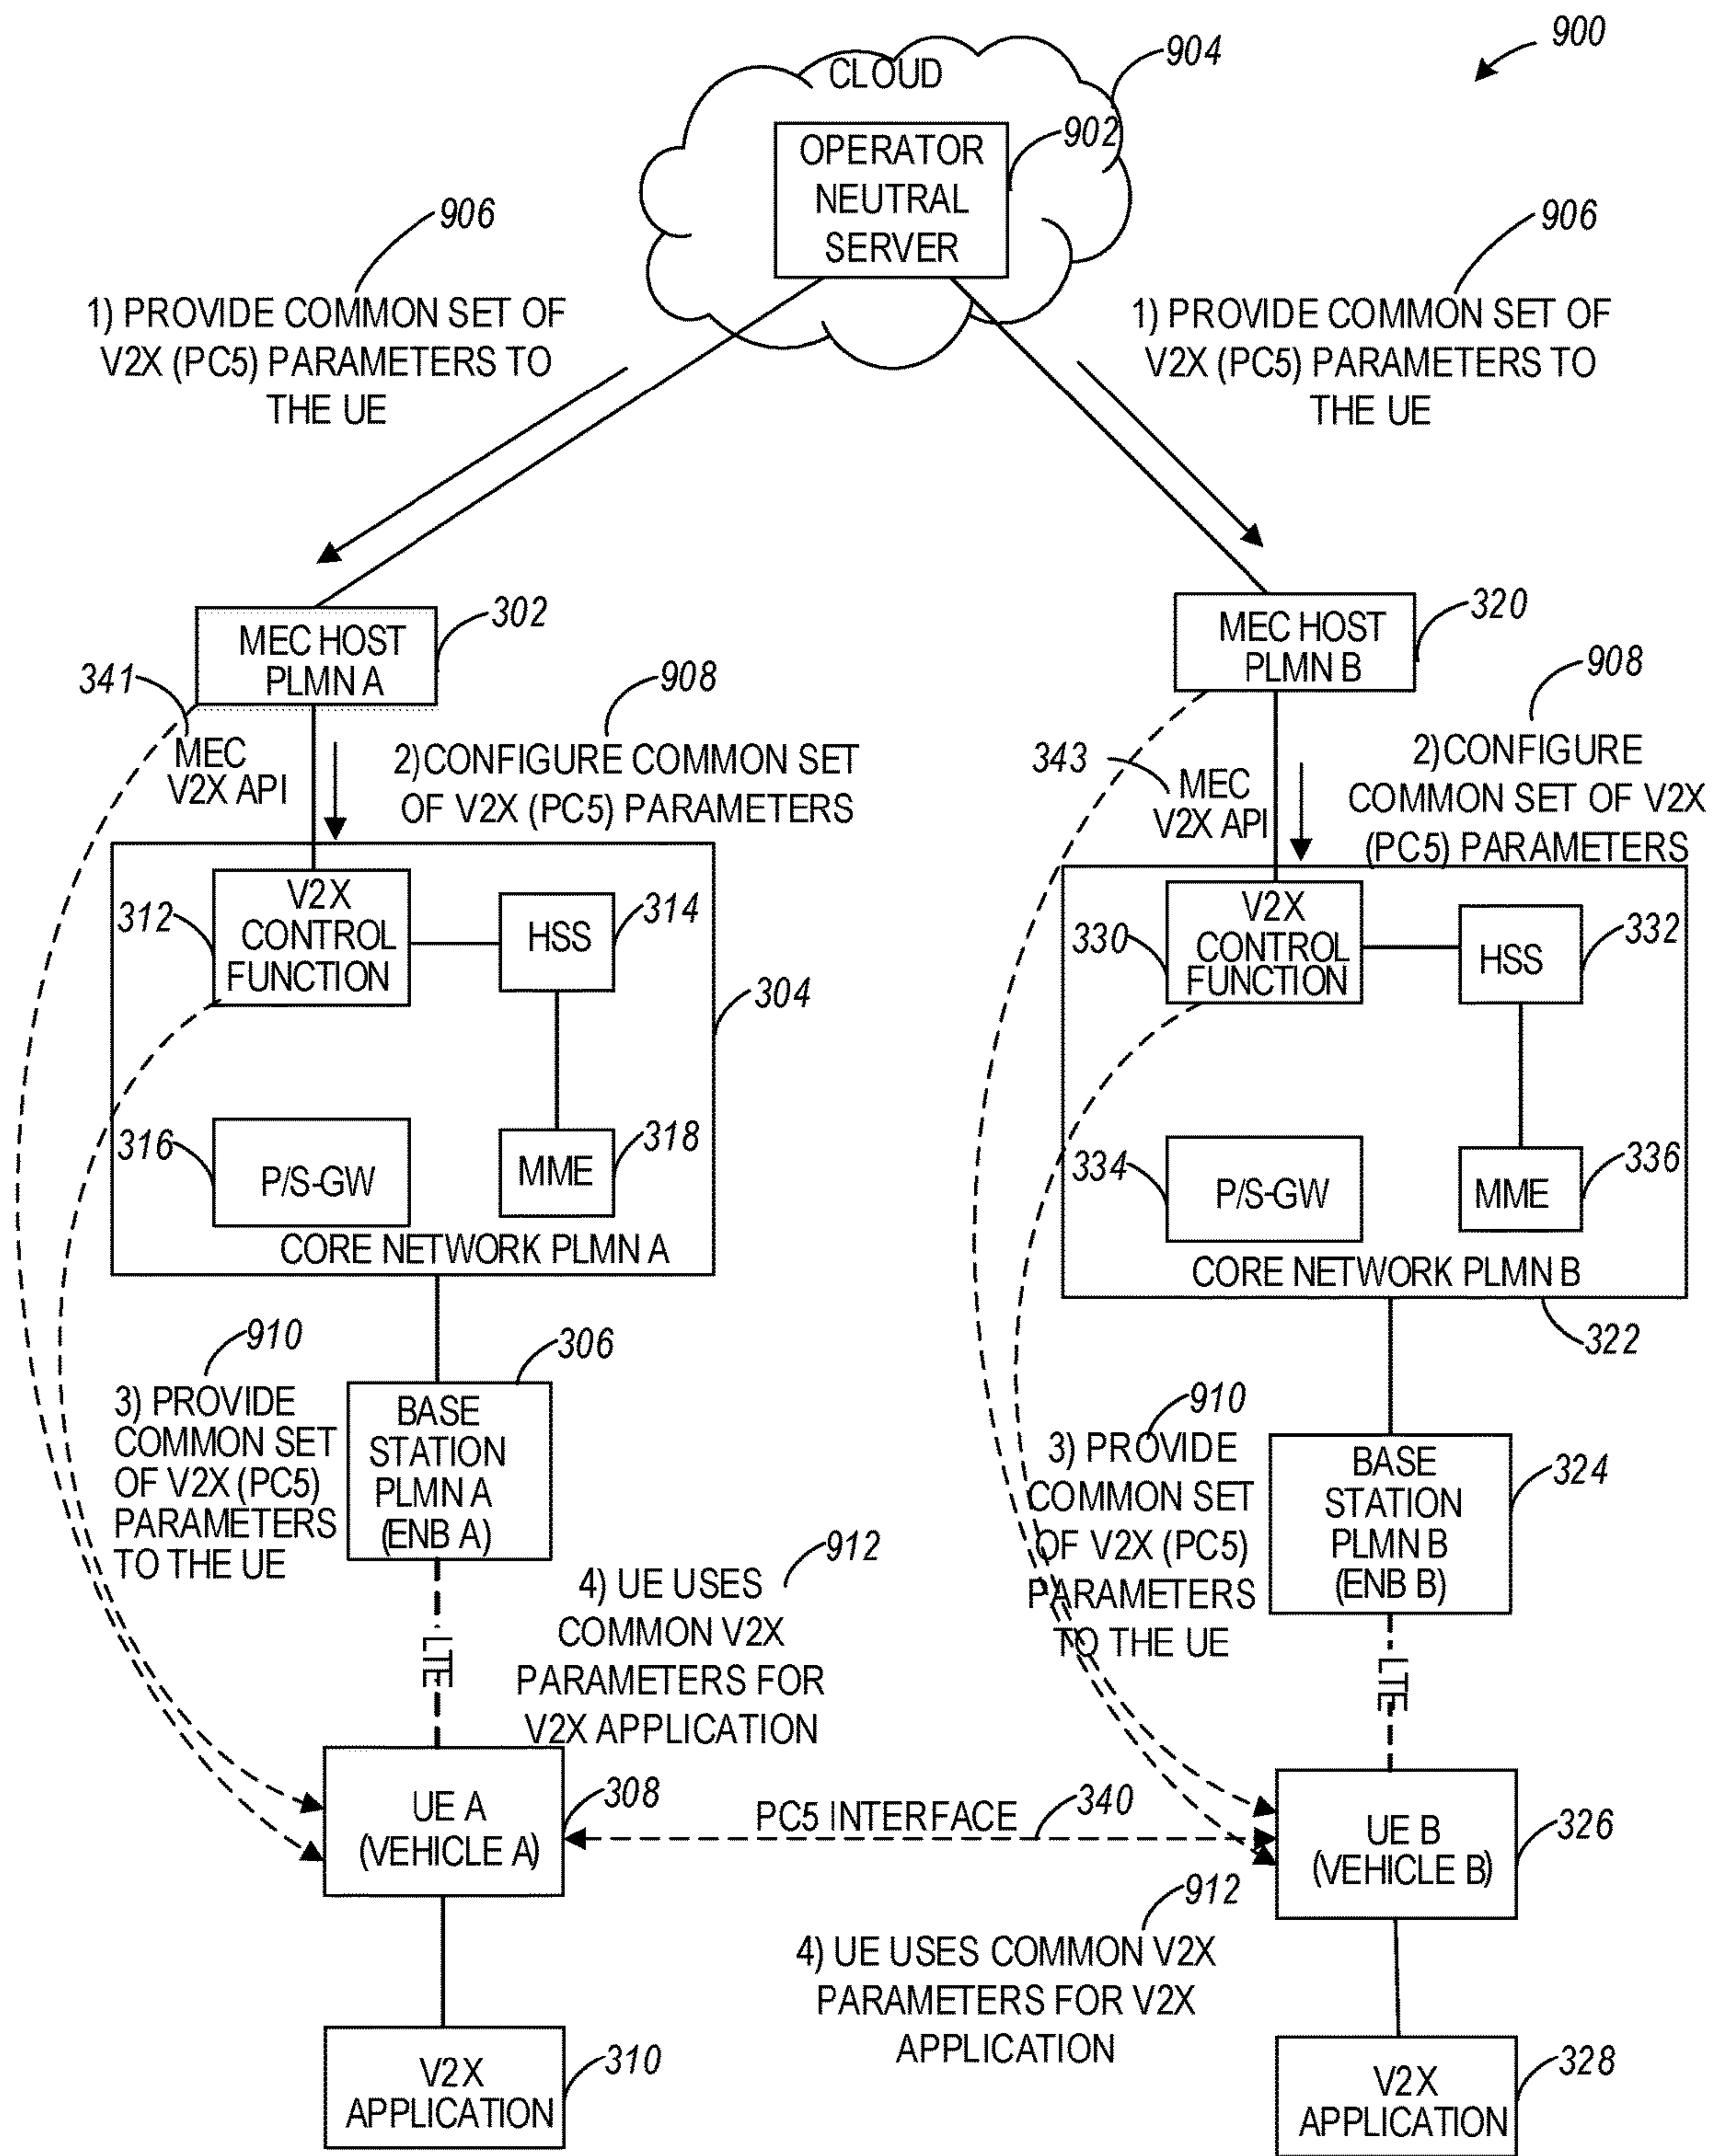 900
904
CLOUD
902
OPERATOR
NEUTRAL
SERVER
906
1) PROVIDE COMMON SET OF
V2X (PC5) PARAMETERS TO
THE UE
906
1) PROVIDE COMMON SET OF
V2X (PC5) PARAMETERS TO
THE UE
302
MEC HOST
PLMN A
320
MEC HOST
PLMN B
341
MEC
V2X API
908
2)CONFIGURE COMMON SET
OF V2X (PC5) PARAMETERS
343
MEC
V2X API
908
2)CONFIGURE
COMMON SET OF V2X
(PC5) PARAMETERS
312
V2X
CONTROL
FUNCTION
HSS
314
304
316
P/S-GW
MME
318
CORE NETWORK PLMN A
330
V2X
CONTROL
FUNCTION
HSS
332
334
P/S-GW
MME
336
CORE NETWORK PLMN B
322
910
3) PROVIDE
COMMON SET
OF V2X (PC5)
PARAMETERS
TO THE UE
306
BASE
STATION
PLMN A
(ENB A)
LTE
912
4) UE USES
COMMON V2X
PARAMETERS FOR
V2X APPLICATION
910
3) PROVIDE
COMMON SET
OF V2X (PC5)
PARAMETERS
TO THE UE
324
BASE
STATION
PLMN B
(ENB B)
LTE
UE A
(VEHICLE A)
308
PC5 INTERFACE
340
UE B
(VEHICLE B)
326
912
4) UE USES COMMON V2X
PARAMETERS FOR V2X
APPLICATION
V2X
APPLICATION
310
V2X
APPLICATION
328